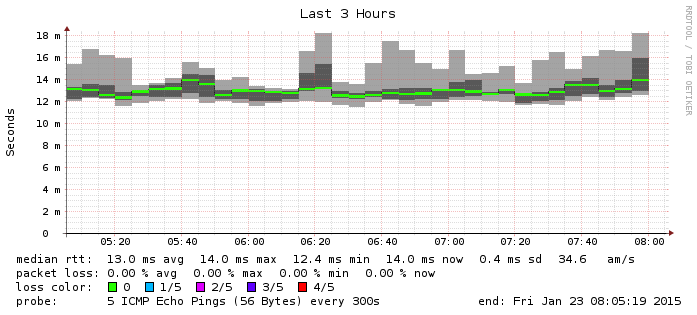 Last 3 Hours
RRDTOOL / TOBI OETIKER
Seconds
18 m
16 m
14 m
12 m
10 m
8 m
6 m
4 m
2 m
0
05:20 05:40 06:00 06:20 06:40 07:00 07:20 07:40 08:00
median rtt: 13.0 ms avg 14.0 ms max 12.4 ms min 14.0 ms now 0.4 ms sd 34.6 am/s
packet loss: 0.00 % avg 0.00 % max 0.00 % min 0.00 % now
loss color: 0 1/5 2/5 3/5 4/5
probe: 5 ICMP Echo Pings (56 Bytes) every 300s end: Fri Jan 23 08:05:19 2015